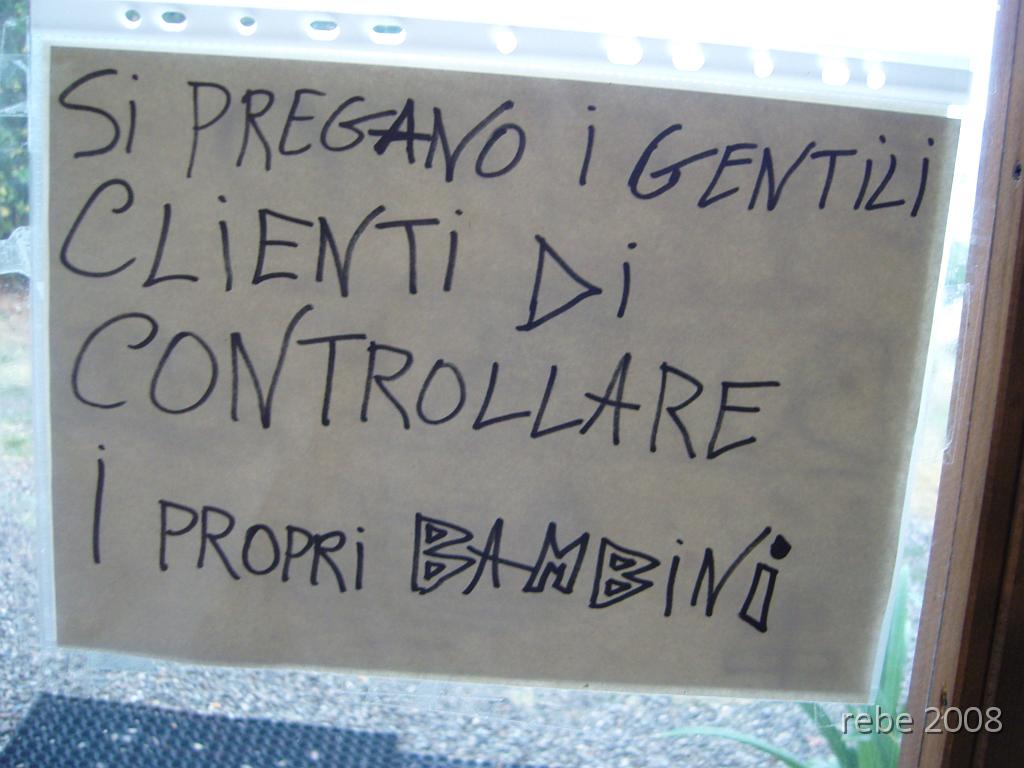 Si PREGANO i GENTiLi
CLiENTi Di
CONTROLLARE
i PROPRi BAMBiNi
rebe 2008